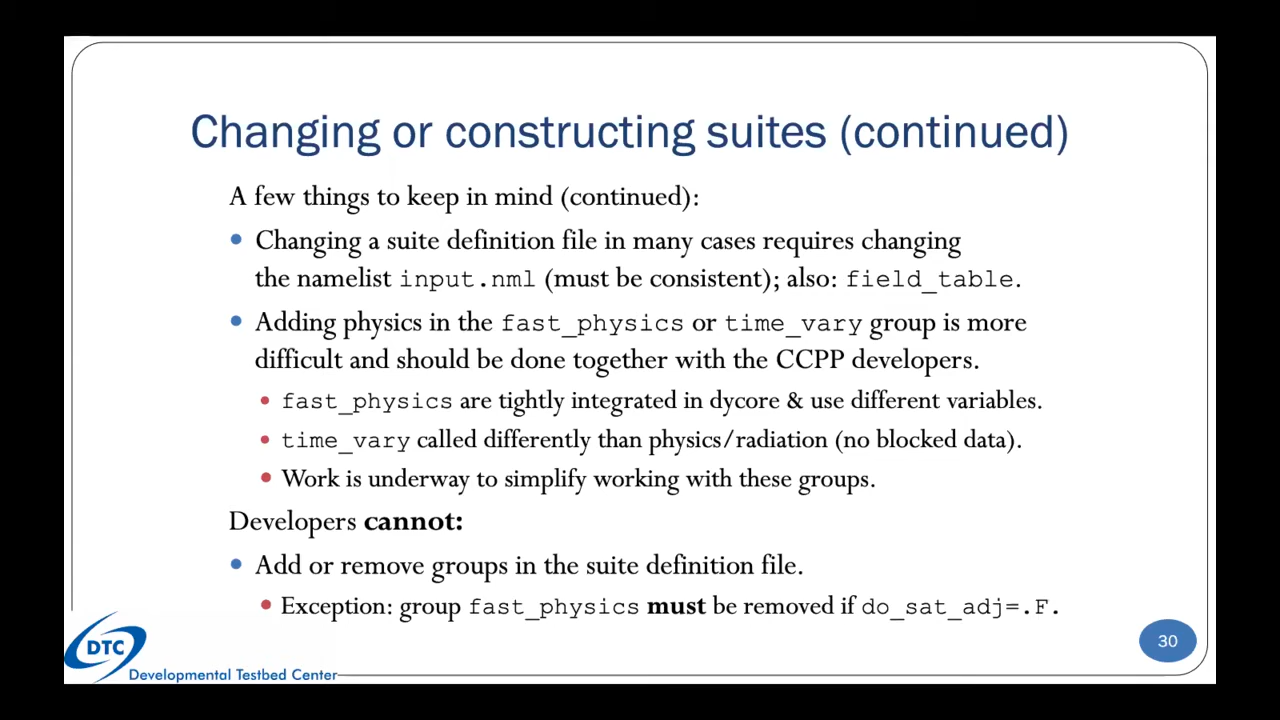 Changing or constructing suites (continued)
A few things to keep in mind (continued):
• Changing a suite definition file in many cases requires changing
the namelist input.nml (must be consistent); also: field_table.
• Adding physics in the fast_physics or time_vary group is more
difficult and should be done together with the CCPP developers.
• fast_physics are tightly integrated in dycore & use different variables.
• time_vary called differently than physics/radiation (no blocked data).
• Work is underway to simplify working with these groups.
Developers cannot:
• Add or remove groups in the suite definition file.
• Exception: group fast_physics must be removed if do_sat_adj=.F.
30
DTC
Developmental Testbed Center